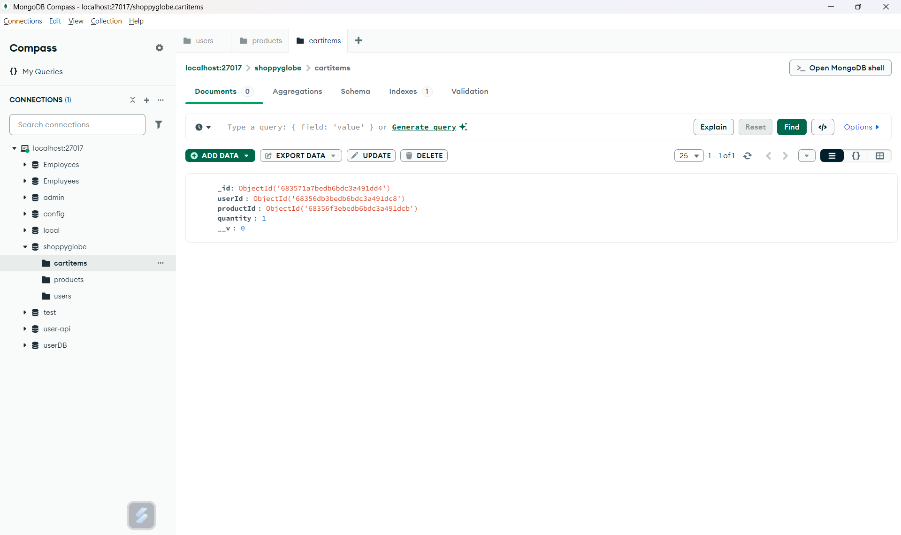 MongoDB Compass - localhost:27017/shoppyglobe.cartitems
Connections Edit View Collection Help
Compass
{} My Queries
CONNECTIONS (1)
Search connections
localhost:27017
Employees
Empluyees
admin
config
local
shoppyglobe
cartitems
products
users
test
user-api
userDB
users
products
cartitems
localhost:27017 > shoppyglobe > cartitems
>_ Open MongoDB shell
Documents 0
Aggregations
Schema
Indexes 1
Validation
Type a query: { field: 'value' } or Generate query
Explain
Reset
Find
</>
Options
ADD DATA
EXPORT DATA
UPDATE
DELETE
25
1 - 1 of 1
{}
_id: ObjectId('683571a7bedb6bdc3a491dd4')
userId : ObjectId('68356db3bedb6bdc3a491dc8')
productId : ObjectId('68356f3ebedb6bdc3a491dcb')
quantity : 1
__v : 0